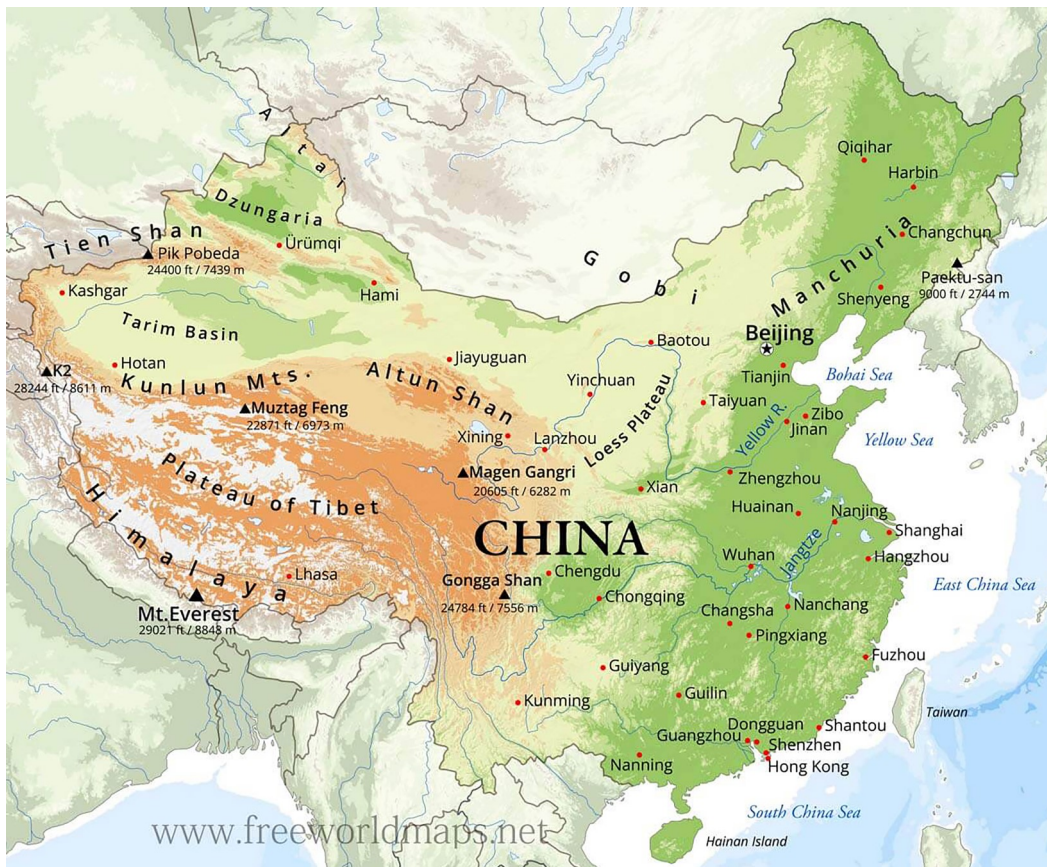 Altai
Qiqihar
Harbin
Dzungaria
Tien Shan
Ürümqi
Pik Pobeda
24400 ft / 7439 m
Gobi
Manchuria
Changchun
Paektu-san
9000 ft / 2744 m
Kashgar
Hami
Shenyeng
Tarim Basin
Beijing
Baotou
Hotan
Jiayuguan
K2
28244 ft / 8611 m
Kunlun Mts.
Altun Shan
Yinchuan
Tianjin
Bohai Sea
Loess Plateau
Taiyuan
Muztag Feng
22871 ft / 6973 m
Yellow R.
Zibo
Jinan
Xining
Lanzhou
Yellow Sea
Plateau of Tibet
Magen Gangri
20605 ft / 6282 m
Zhengzhou
Xian
Himalaya
Huainan
Nanjing
CHINA
Shanghai
Jangtze
Wuhan
Hangzhou
Lhasa
Gongga Shan
24784 ft / 7556 m
Chengdu
East China Sea
Chongqing
Mt.Everest
29021 ft / 8848 m
Changsha
Nanchang
Pingxiang
Fuzhou
Guiyang
Kunming
Guilin
Taiwan
Dongguan
Shantou
Guangzhou
Shenzhen
Nanning
Hong Kong
South China Sea
www.freeworldmaps.net
Hainan Island